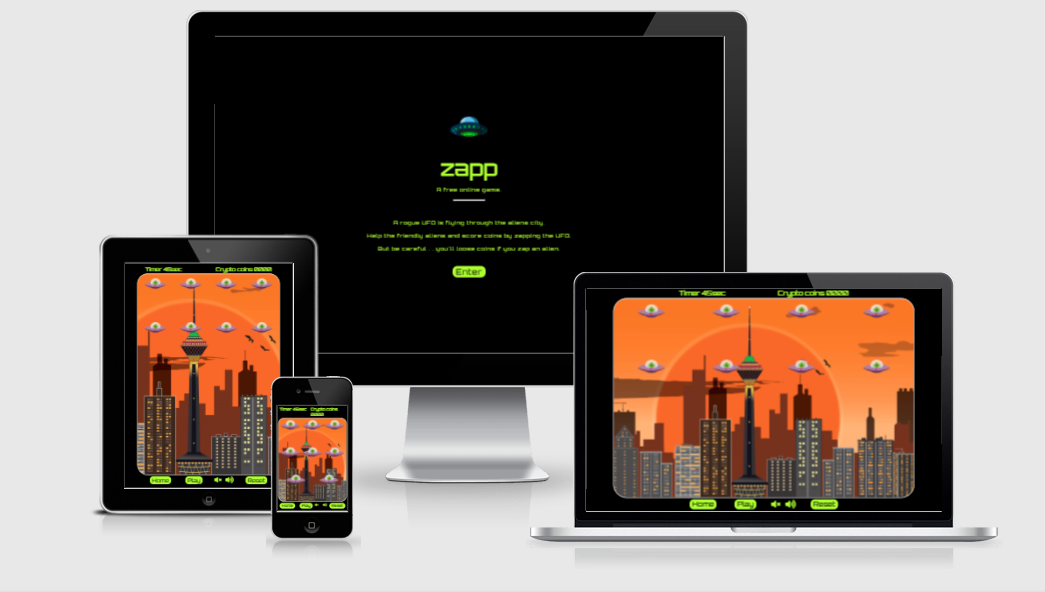 zapp
A free online game.
A rogue UFO is flying through the aliens city
Help the friendly aliens and score coins by zapping the UFO.
But be careful . . you'll loose coins if you zap an alien.
Enter
Timer 45sec Crypto coins 0000
Home Play Reset
Timer 45sec Crypto coins
0000
Home Play Reset
Timer 45sec Crypto coins 0000
Home Play Reset